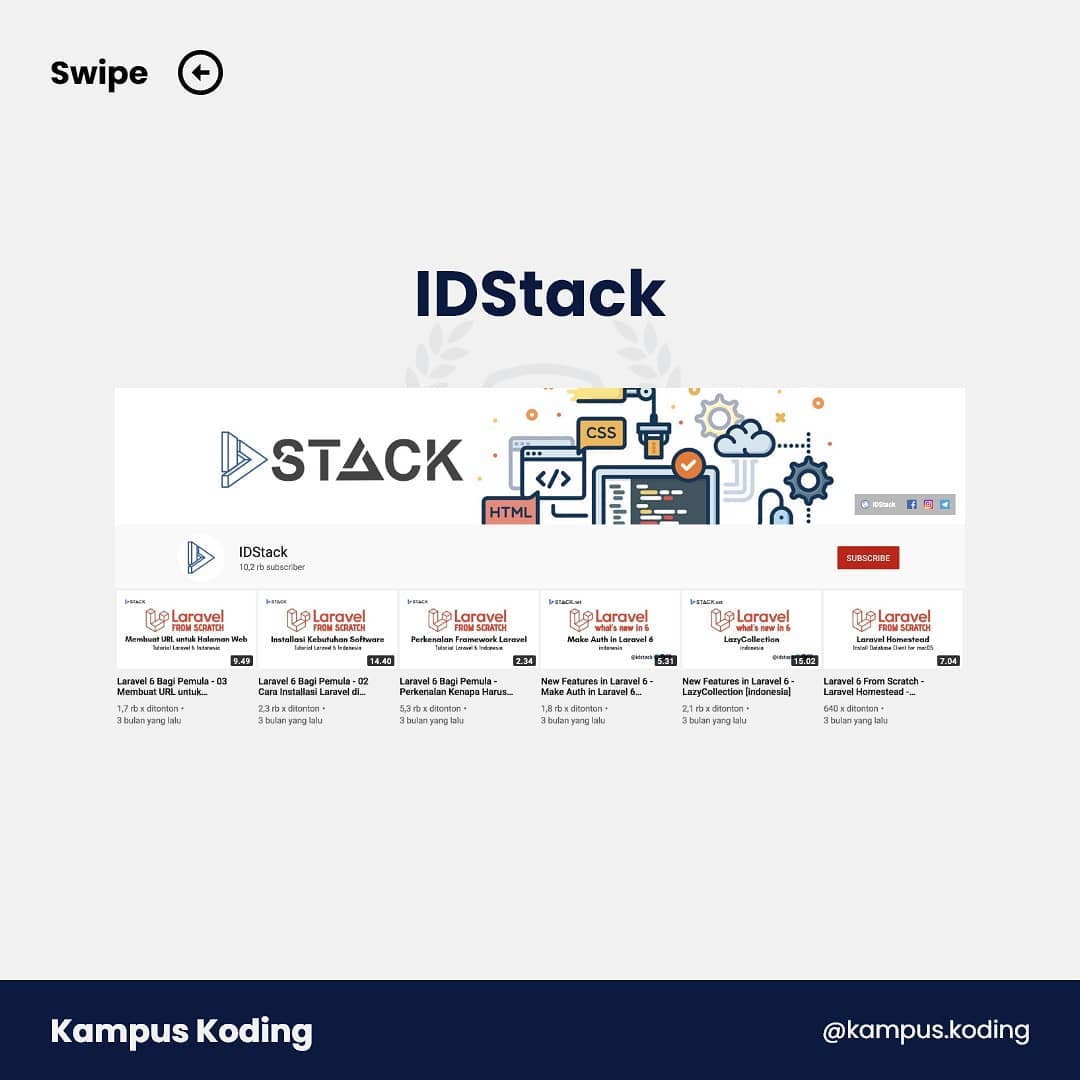 Swipe
IDStack
STACK
CSS
</>
HTML
IDStack
IDStack
10,2 rb subscriber
SUBSCRIBE
STACK
Laravel
FROM SCRATCH
Membuat URL untuk Halaman Web
Tutorial Laravel 6 Indonesia
9.49
Laravel 6 Bagi Pemula - 03
Membuat URL untuk...
1,7 rb x ditonton •
3 bulan yang lalu
STACK
Laravel
FROM SCRATCH
Installasi Kebutuhan Software
Tutorial Laravel 6 Indonesia
14.40
Laravel 6 Bagi Pemula - 02
Cara Installasi Laravel di...
2,3 rb x ditonton •
3 bulan yang lalu
STACK
Laravel
FROM SCRATCH
Perkenalan Framework Laravel
Tutorial Laravel 6 Indonesia
2.34
Laravel 6 Bagi Pemula -
Perkenalan Kenapa Harus...
5,3 rb x ditonton •
3 bulan yang lalu
STACK.net
Laravel
what's new in 6
Make Auth in Laravel 6
indonesia
@idstack
5.31
New Features in Laravel 6 -
Make Auth in Laravel 6...
1,8 rb x ditonton •
3 bulan yang lalu
STACK.net
Laravel
what's new in 6
LazyCollection
indonesia
15.02
New Features in Laravel 6 -
LazyCollection [indonesia]
2,1 rb x ditonton •
3 bulan yang lalu
Laravel
FROM SCRATCH
Laravel Homestead
Install Database Client for macOS
7.04
Laravel 6 From Scratch -
Laravel Homestead -...
640 x ditonton •
3 bulan yang lalu
Kampus Koding
@kampus.koding